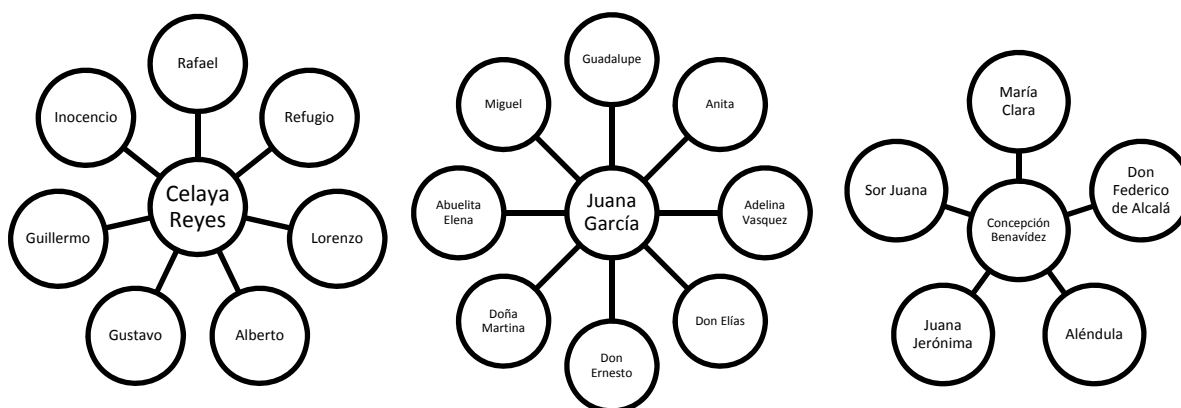 Rafael
Refugio
Lorenzo
Alberto
Gustavo
Guillermo
Inocencio
Celaya
Reyes
Guadalupe
Anita
Adelina
Vasquez
Don Elías
Don
Ernesto
Doña
Martina
Abuelita
Elena
Miguel
Juana
García
María
Clara
Don
Federico
de Alcalá
Aléndula
Juana
Jerónima
Sor Juana
Concepción
Benavídez